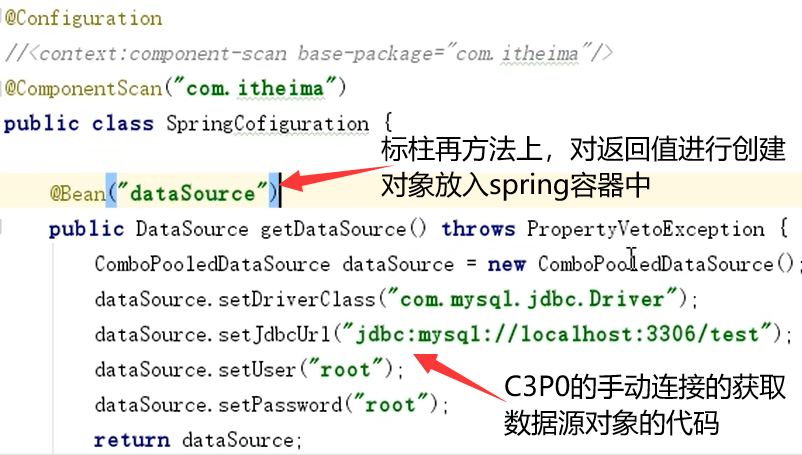 @Configuration
//<context:component-scan base-package="com.itheima"/>
@ComponentScan("com.itheima")
public class SpringCofiguration {
标柱再方法上，对返回值进行创建
对象放入spring容器中
@Bean("dataSource")
public DataSource getDataSource() throws PropertyVetoException {
ComboPooledDataSource dataSource = new ComboPooledDataSource();
dataSource.setDriverClass("com.mysql.jdbc.Driver");
dataSource.setJdbcUrl("jdbc:mysql://localhost:3306/test");
dataSource.setUser("root");
dataSource.setPassword("root");
C3P0的手动连接的获取
数据源对象的代码
return dataSource;